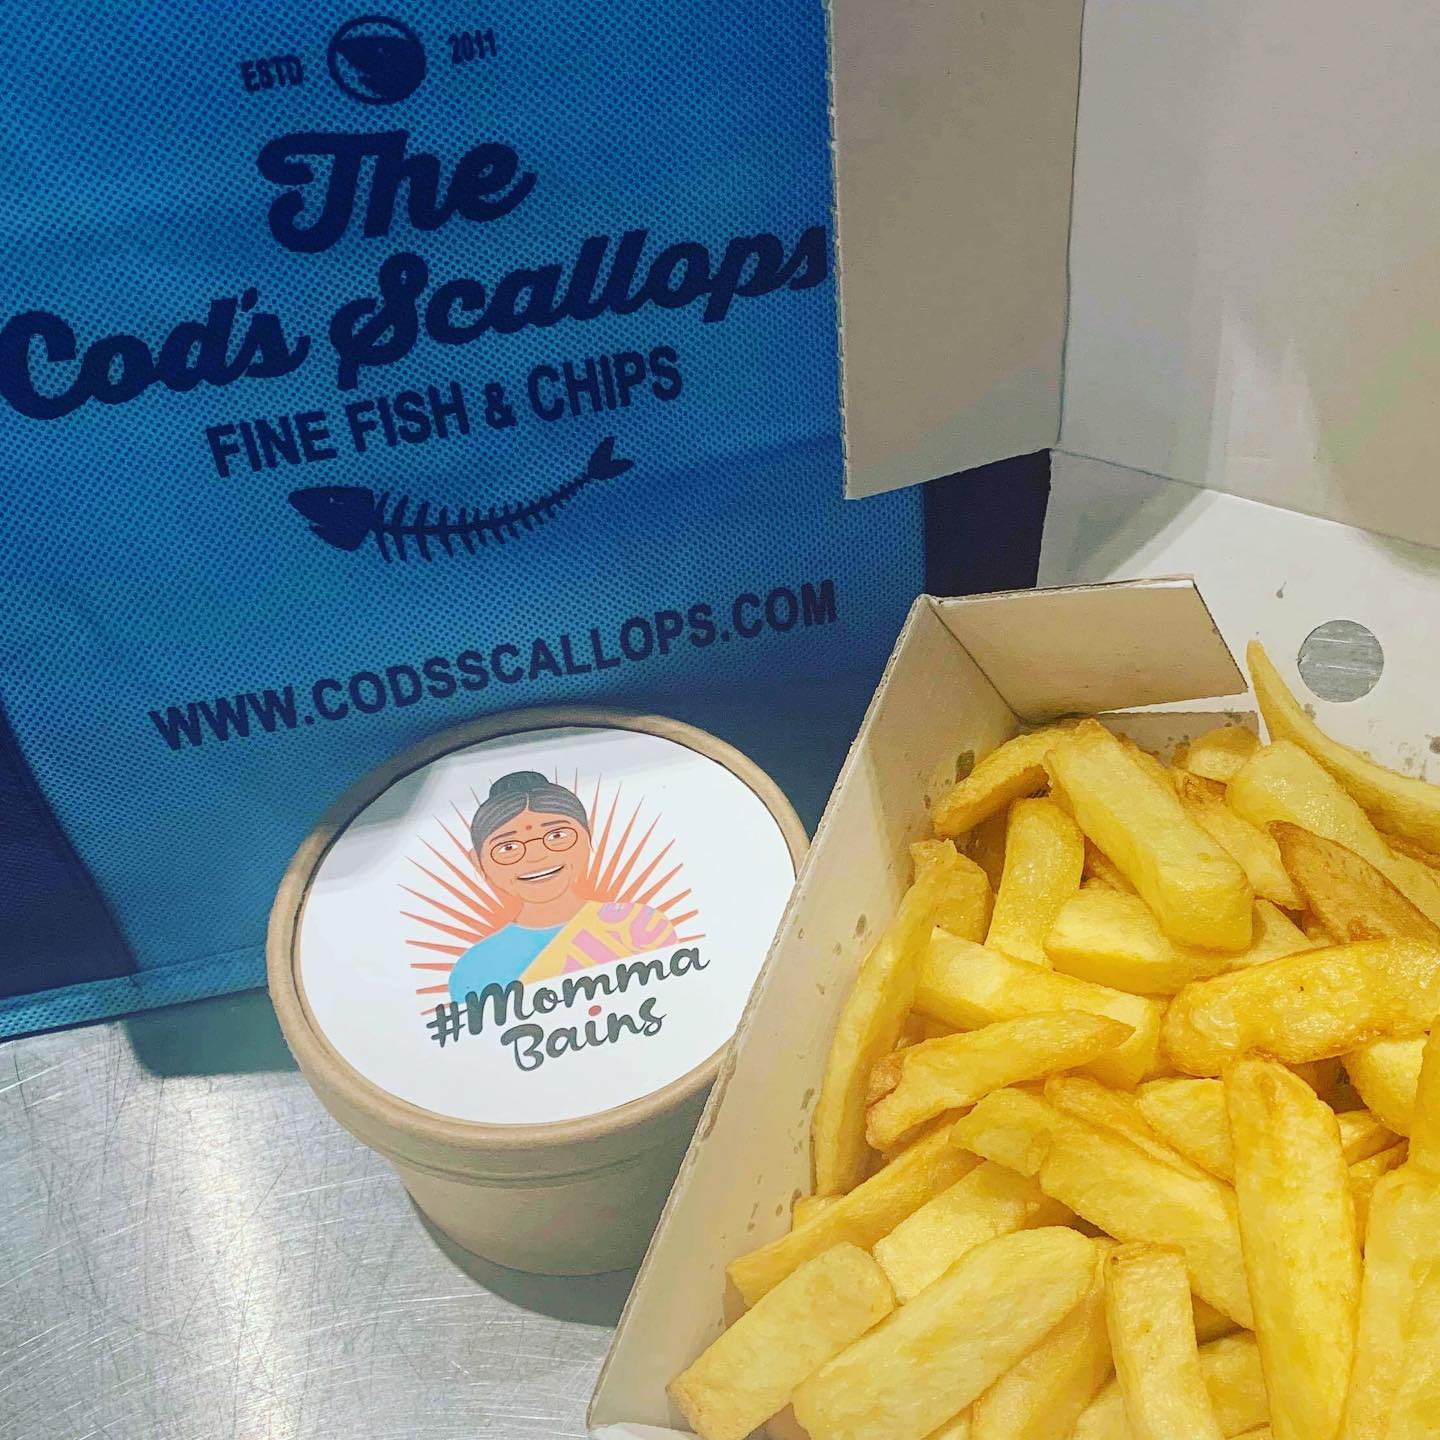 ESTD 2011
The
Cod's Scallops
FINE FISH & CHIPS
WWW.CODSSCALLOPS.COM
#Momma
Bains